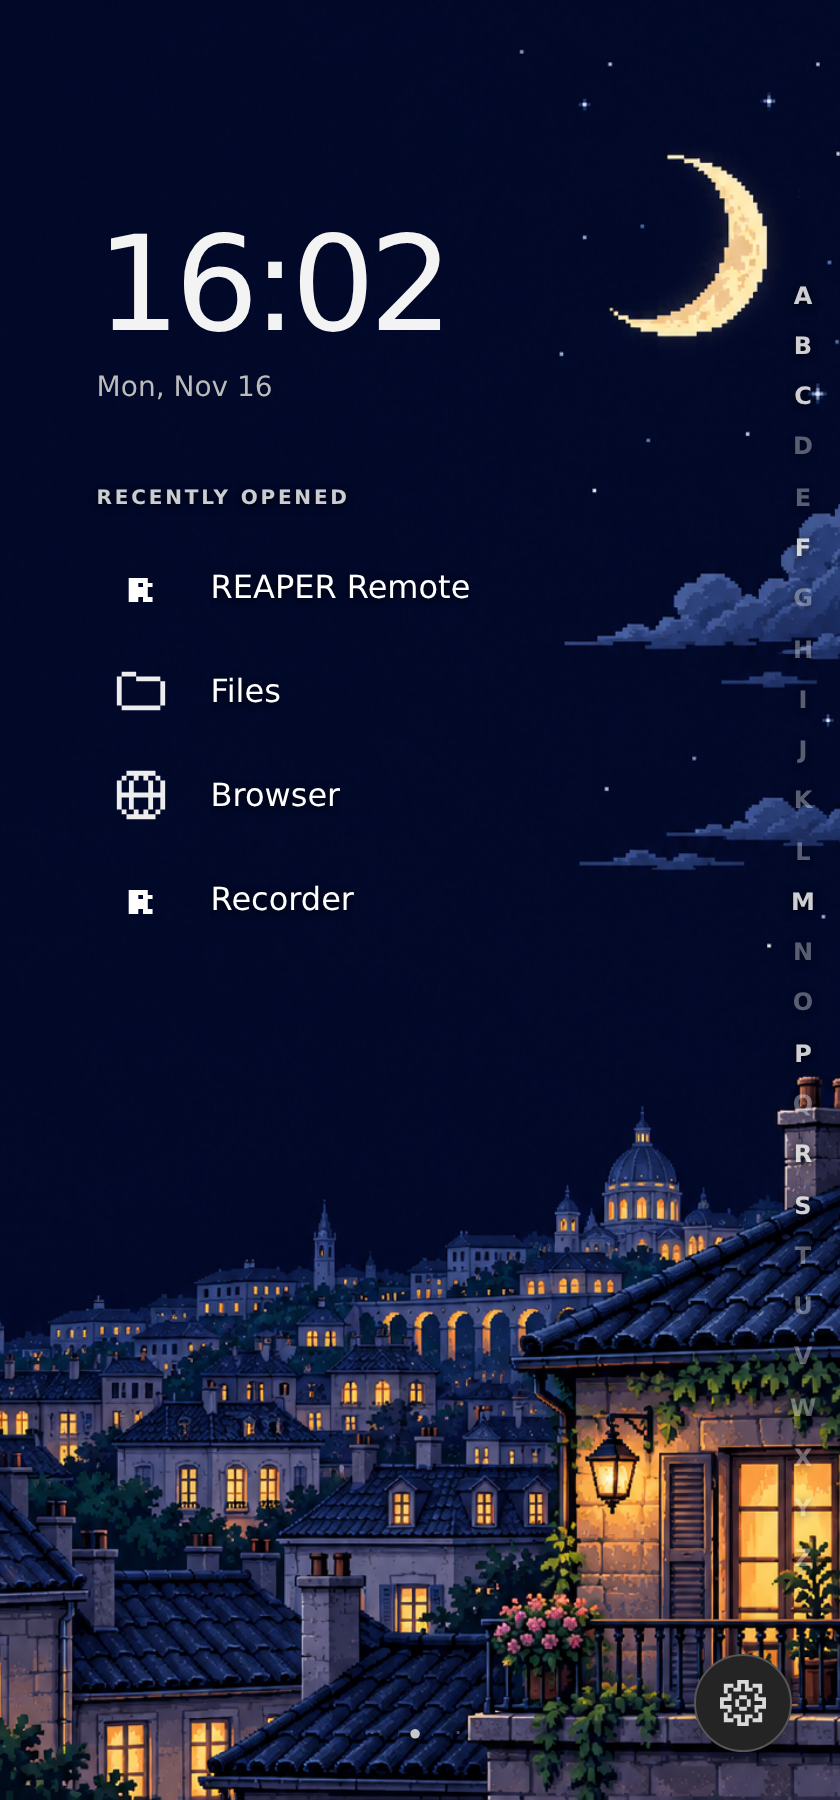 16:02
Mon, Nov 16
RECENTLY OPENED
REAPER Remote
Files
Browser
Recorder
A
B
C
D
E
F
G
H
I
J
K
L
M
N
O
P
Q
R
S
T
U
V
W
X
Y
Z